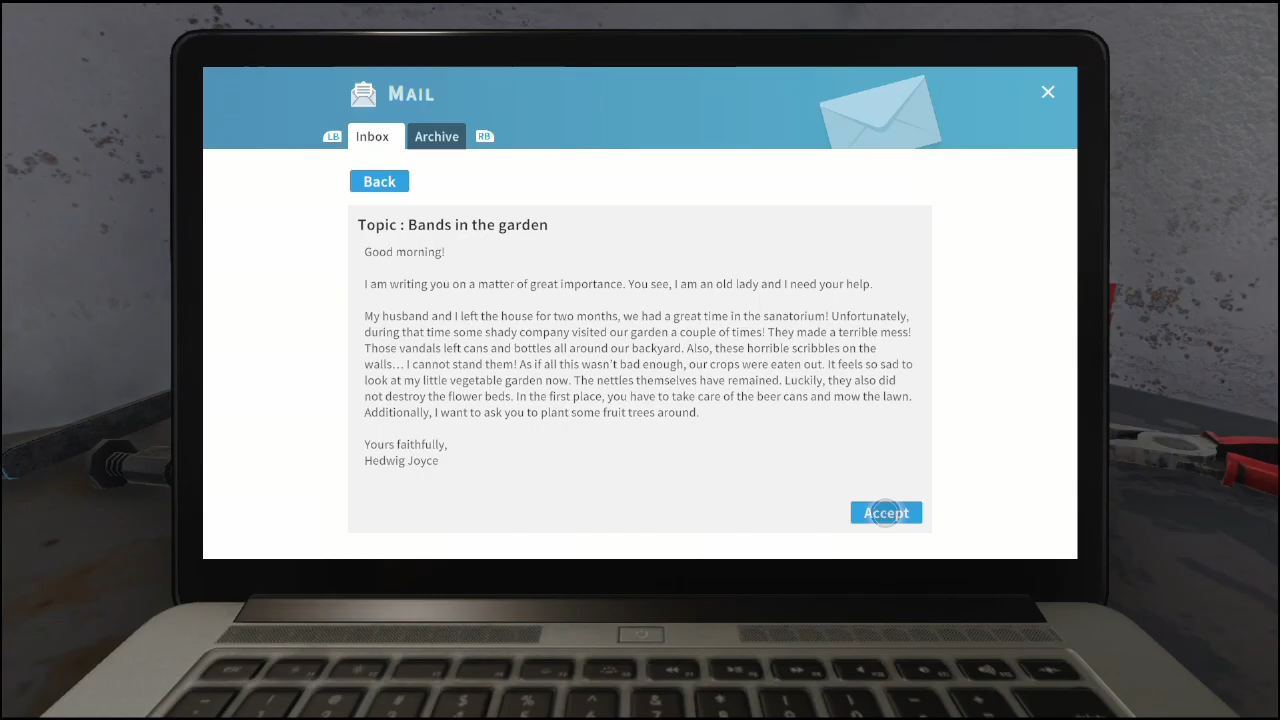 MAIL
LB Inbox Archive RB
Back
Topic : Bands in the garden
Good morning!
I am writing you on a matter of great importance. You see, I am an old lady and I need your help.
My husband and I left the house for two months, we had a great time in the sanatorium! Unfortunately,
during that time some shady company visited our garden a couple of times! They made a terrible mess!
Those vandals left cans and bottles all around our backyard. Also, these horrible scribbles on the
walls... I cannot stand them! As if all this wasn't bad enough, our crops were eaten out. It feels so sad to
look at my little vegetable garden now. The nettles themselves have remained. Luckily, they also did
not destroy the flower beds. In the first place, you have to take care of the beer cans and mow the lawn.
Additionally, I want to ask you to plant some fruit trees around.
Yours faithfully,
Hedwig Joyce
Accept